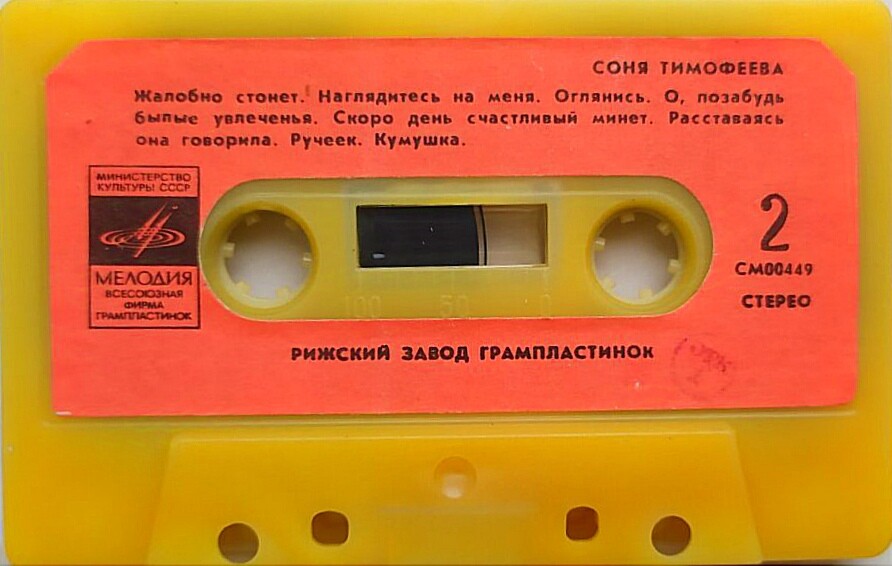 СОНЯ ТИМОФЕЕВА
Жалобно стонет. Наглядитесь на меня. Оглянись. О, позабудь
былые увлеченья. Скоро день счастливый минет. Расставаясь
она говорила. Ручеек. Кумушка.
МИНИСТЕРСТВО
КУЛЬТУРЫ СССР
МЕЛОДИЯ
ВСЕСОЮЗНАЯ
ФИРМА
ГРАМПЛАСТИНОК
2
СМ00449
СТЕРЕО
100 50 0
РИЖСКИЙ ЗАВОД ГРАМПЛАСТИНОК